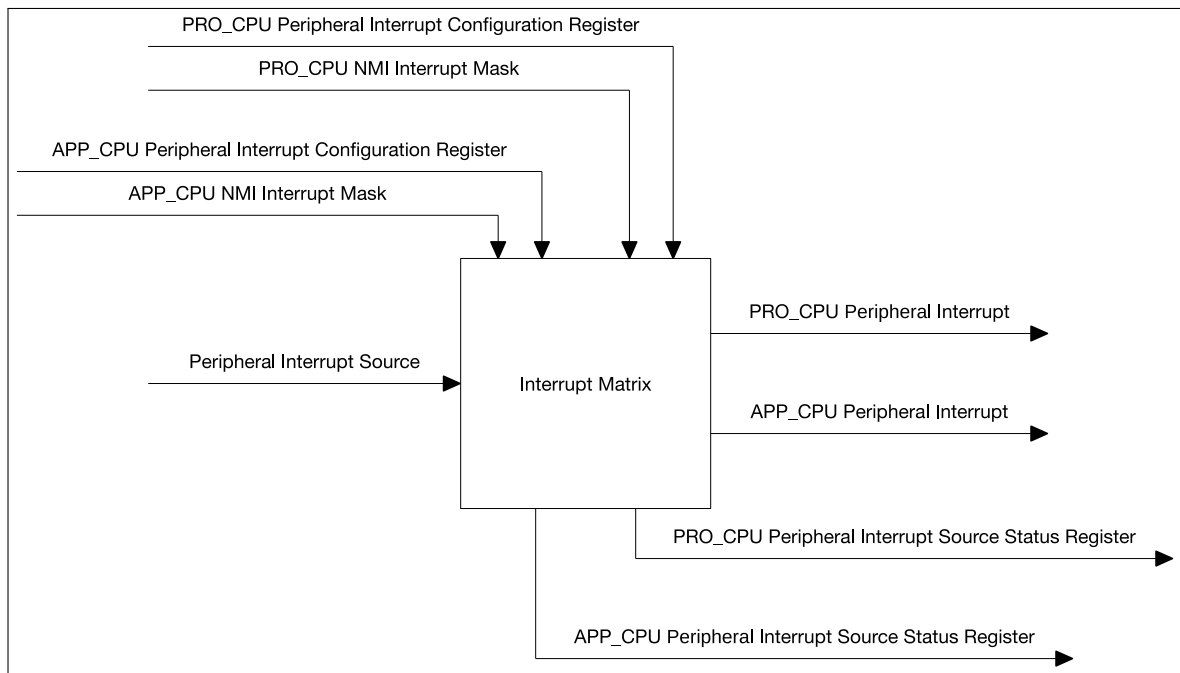 PRO_CPU Peripheral Interrupt Configuration Register
PRO_CPU NMI Interrupt Mask
APP_CPU Peripheral Interrupt Configuration Register
APP_CPU NMI Interrupt Mask
PRO_CPU Peripheral Interrupt
Peripheral Interrupt Source
Interrupt Matrix
APP_CPU Peripheral Interrupt
PRO_CPU Peripheral Interrupt Source Status Register
APP_CPU Peripheral Interrupt Source Status Register